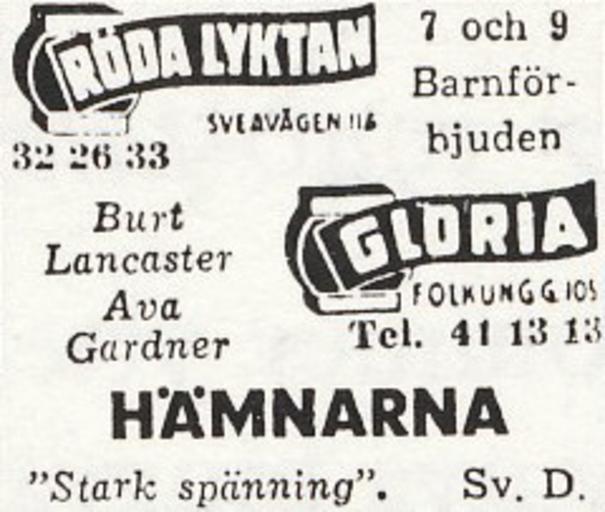 RÖDA LYKTAN
SVEAVÄGEN 116
32 26 33
7 och 9
Barnför-
bjuden
Burt
Lancaster
Ava
Gardner
GLORIA
FOLKUNGG 105
Tel. 41 13 13
HÄMNARNA
"Stark spänning". Sv. D.